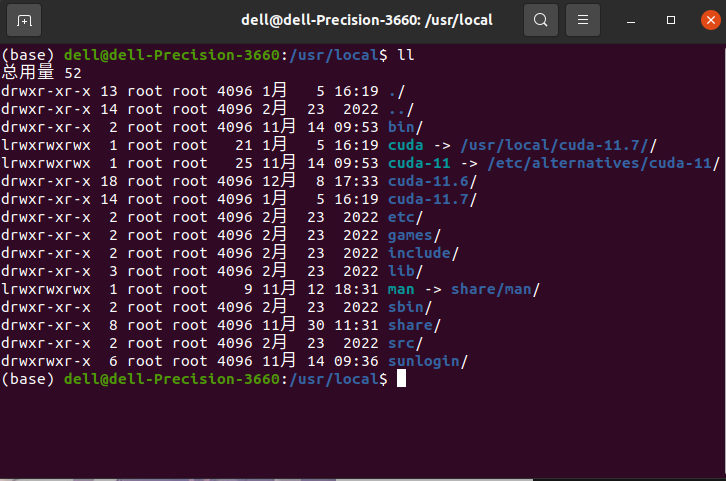 dell@dell-Precision-3660: /usr/local
(base) dell@dell-Precision-3660:/usr/local$ ll
总用量 52
drwxr-xr-x 13 root root 4096 1月   5 16:19 ./
drwxr-xr-x 14 root root 4096 2月  23  2022 ../
drwxr-xr-x  2 root root 4096 11月 14 09:53 bin/
lrwxrwxrwx  1 root root   21 1月   5 16:19 cuda -> /usr/local/cuda-11.7//
lrwxrwxrwx  1 root root   25 11月 14 09:53 cuda-11 -> /etc/alternatives/cuda-11/
drwxr-xr-x 18 root root 4096 12月  8 17:33 cuda-11.6/
drwxr-xr-x 14 root root 4096 1月   5 16:19 cuda-11.7/
drwxr-xr-x  2 root root 4096 2月  23  2022 etc/
drwxr-xr-x  2 root root 4096 2月  23  2022 games/
drwxr-xr-x  2 root root 4096 2月  23  2022 include/
drwxr-xr-x  3 root root 4096 2月  23  2022 lib/
lrwxrwxrwx  1 root root    9 11月 12 18:31 man -> share/man/
drwxr-xr-x  2 root root 4096 2月  23  2022 sbin/
drwxr-xr-x  8 root root 4096 11月 30 11:31 share/
drwxr-xr-x  2 root root 4096 2月  23  2022 src/
drwxrwxr-x  6 root root 4096 11月 14 09:36 sunlogin/
(base) dell@dell-Precision-3660:/usr/local$